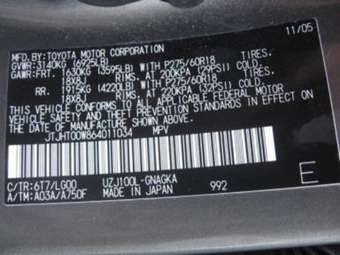 11/05
MFD. BY: TOYOTA MOTOR CORPORATION
GVWR: 3140KG (6925LB)
GAWR: FRT. 1630KG (3595LB) WITH P275/60R18 TIRES.
18X8J RIMS, AT 200KPA (29PSI) COLD.
RR. 1915KG (4220LB) WITH P275/60R18 TIRES.
18X8J RIMS, AT 220KPA (32PSI) COLD.
THIS VEHICLE CONFORMS TO ALL APPLICABLE FEDERAL MOTOR
VEHICLE SAFETY AND
THEFT PREVENTION STANDARDS IN EFFECT ON THE DATE OF
MANUFACTURE SHOWN ABOVE.
JTJHT00W864011034 MPV
C/TR: 6T7/LG00 UZJ100L-GNAGKA
A/TM: A03A/A750F MADE IN JAPAN 992 E